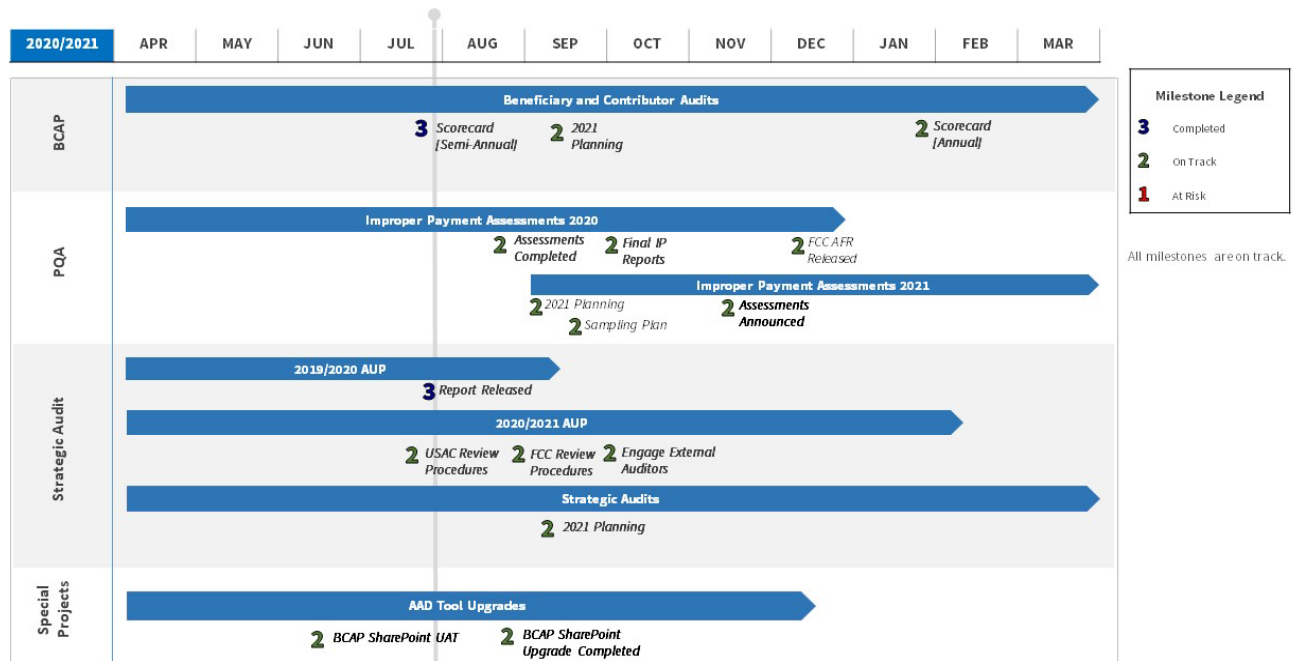 2020/2021 APR MAY JUN JUL AUG SEP OCT NOV DEC JAN FEB MAR
BCAP
Beneficiary and Contributor Audits
3 Scorecard
[Semi-Annual]
2 2021
Planning
2 Scorecard
[Annual]
PQA
Improper Payment Assessments 2020
2 Assessments
Completed
2 Final IP
Reports
2 FCC AFR
Released
Improper Payment Assessments 2021
2 2021 Planning
2 Sampling Plan
2 Assessments
Announced
Strategic Audit
2019/2020 AUP
3 Report Released
2020/2021 AUP
2 USAC Review
Procedures
2 FCC Review
Procedures
2 Engage External
Auditors
Strategic Audits
2 2021 Planning
Special
Projects
AAD Tool Upgrades
2 BCAP SharePoint UAT
2 BCAP SharePoint
Upgrade Completed
Milestone Legend
3 Completed
2 On Track
1 At Risk
All milestones are on track.